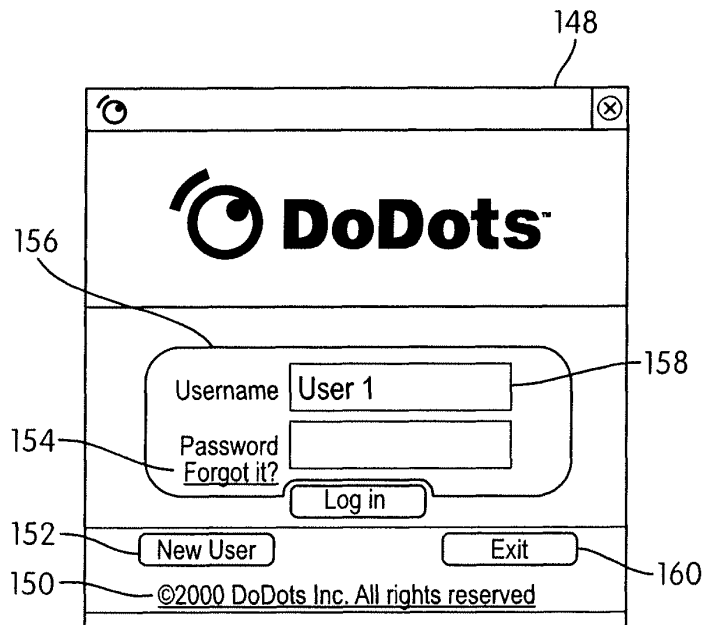 148
DoDots™
156
Username User 1
158
Password
154
Forgot it?
Log in
152
New User Exit
160
150
©2000 DoDots Inc. All rights reserved